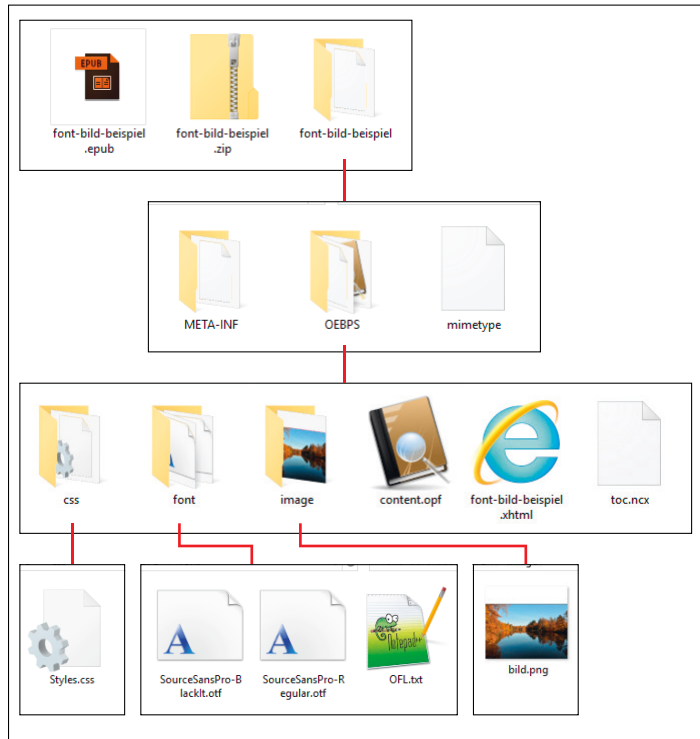 EPUB
font-bild-beispiel
.epub
font-bild-beispiel
.zip
font-bild-beispiel
META-INF
OEBPS
mimetype
css
font
image
content.opf
font-bild-beispiel
.xhtml
toc.ncx
Styles.css
A
SourceSansPro-B
lackIt.otf
A
SourceSansPro-R
egular.otf
Notepad++
OFL.txt
bild.png